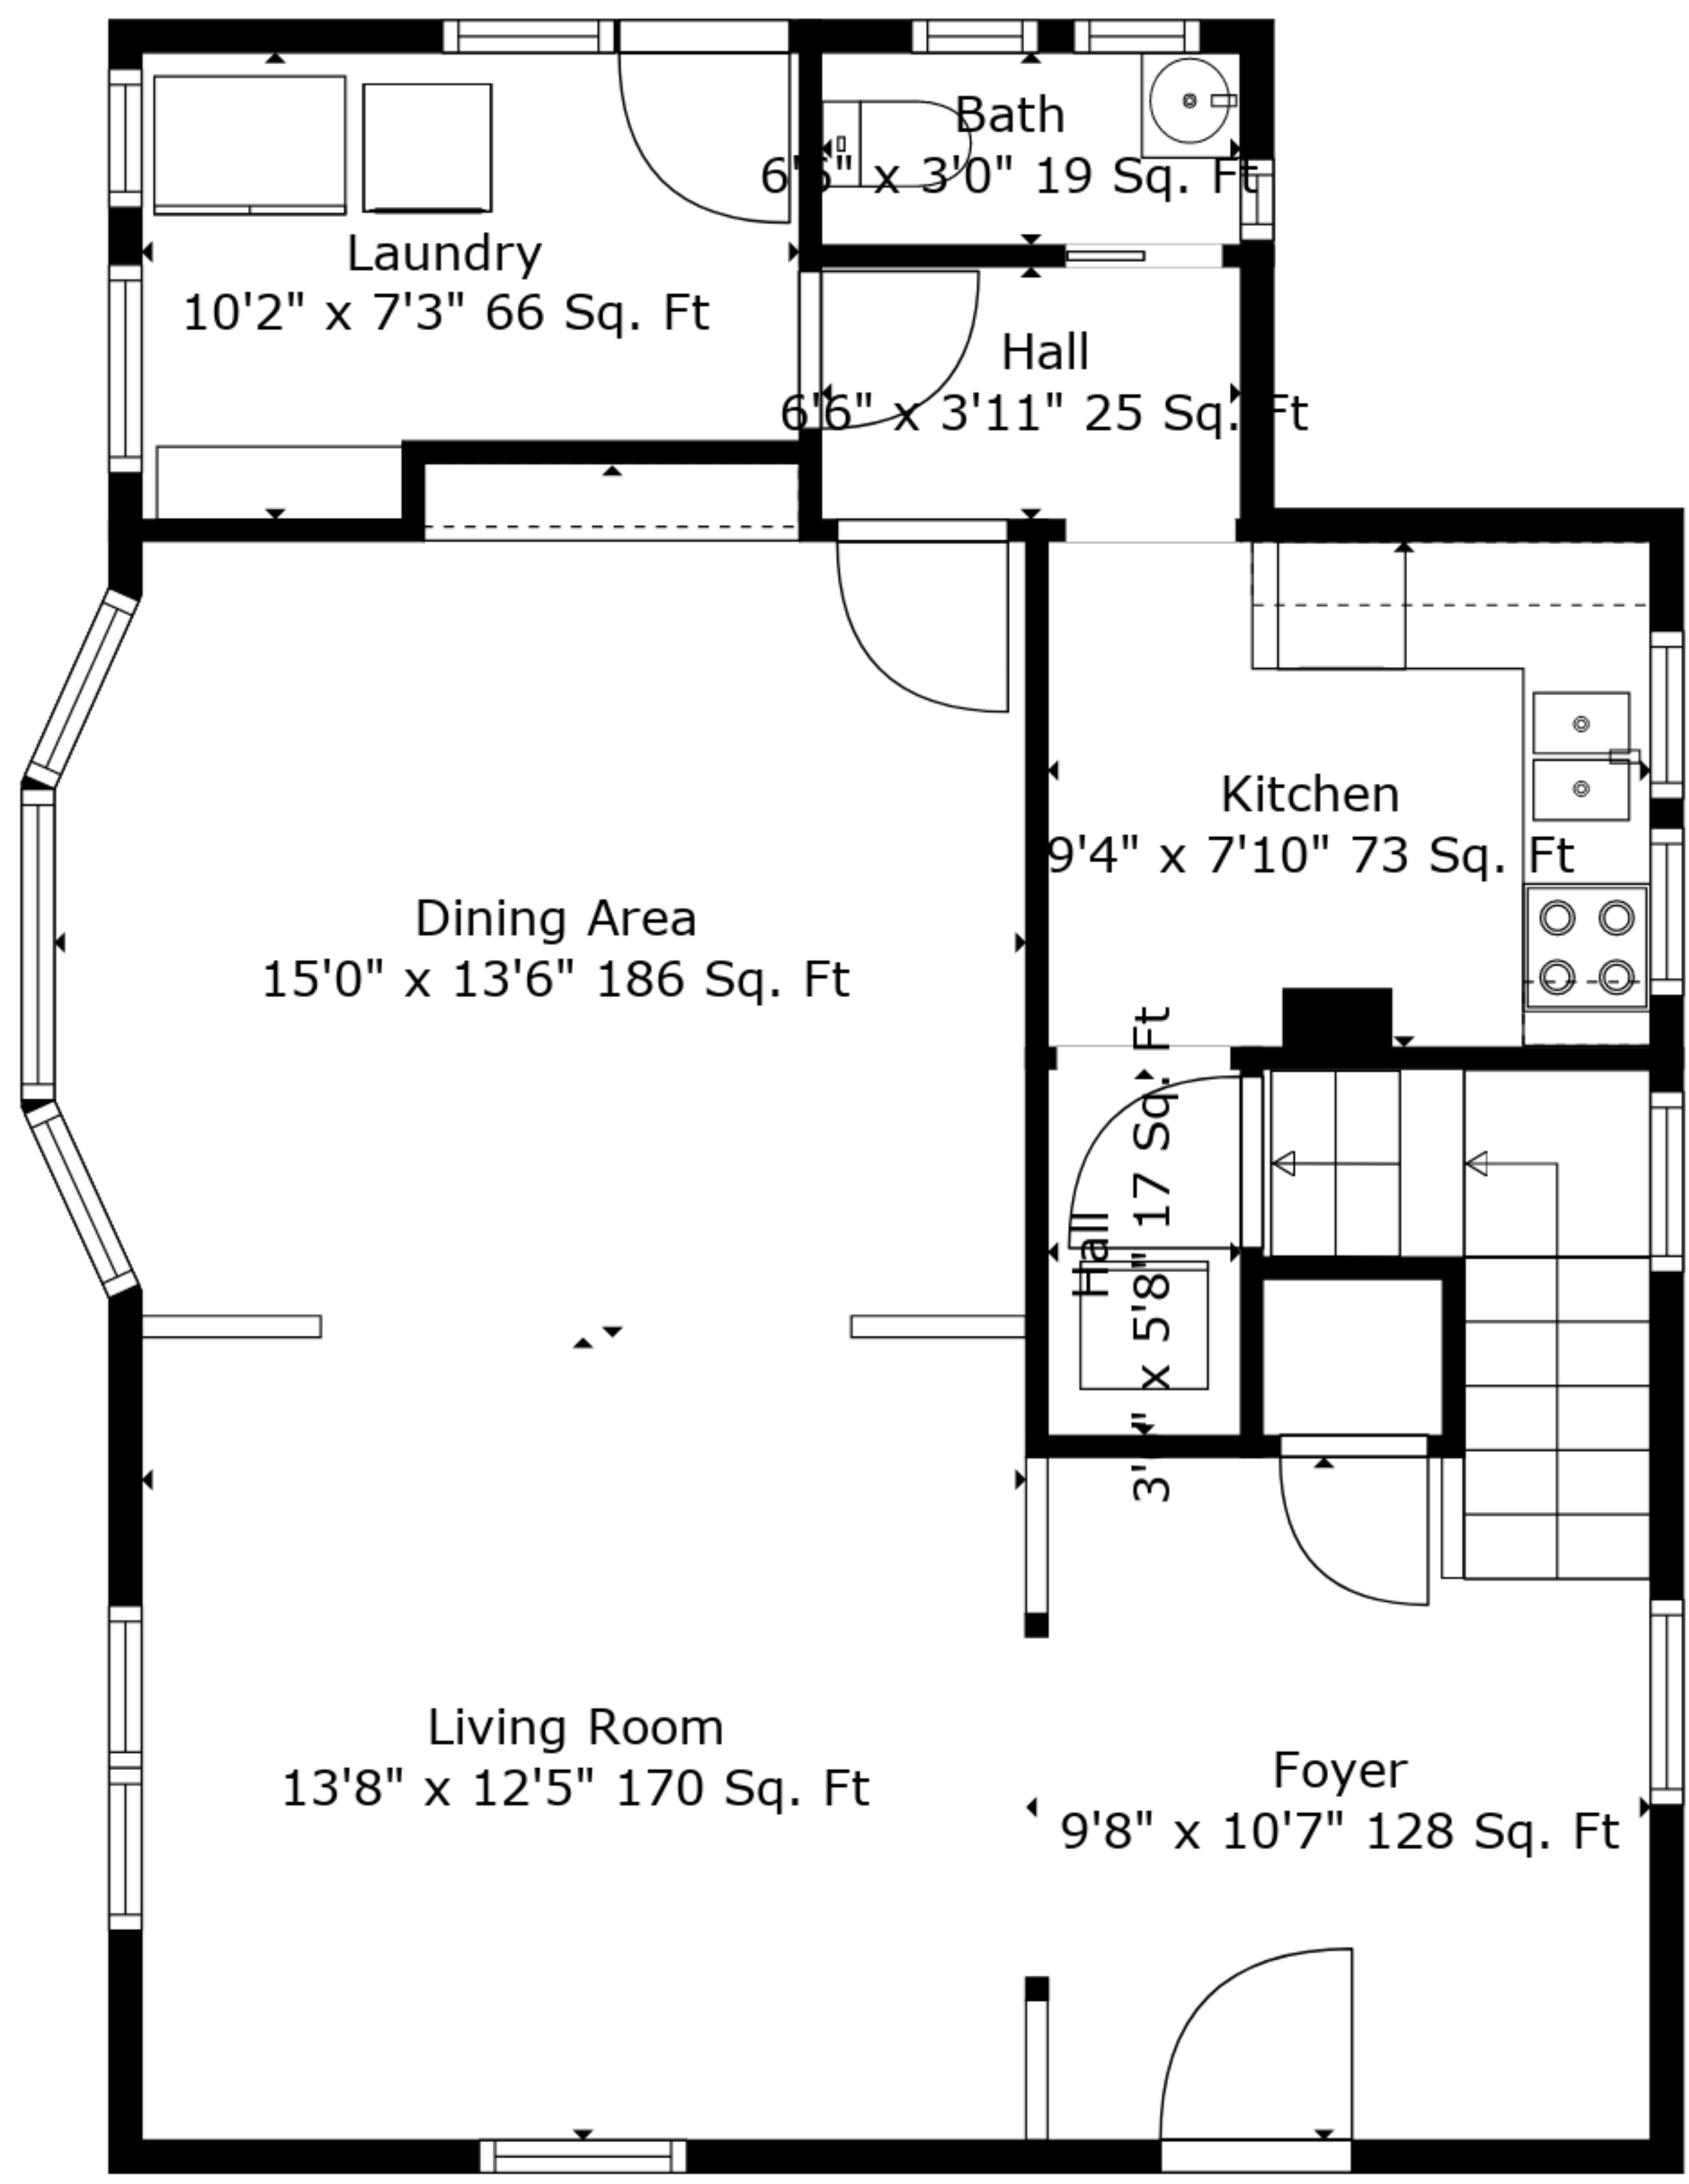 Bath
6'6" x 3'0" 19 Sq. Ft
Laundry
10'2" x 7'3" 66 Sq. Ft
Hall
6'6" x 3'11" 25 Sq. Ft
Kitchen
9'4" x 7'10" 73 Sq. Ft
Dining Area
15'0" x 13'6" 186 Sq. Ft
Hall
x 5'8" 17 Sq. Ft
Living Room
13'8" x 12'5" 170 Sq. Ft
Foyer
9'8" x 10'7" 128 Sq. Ft